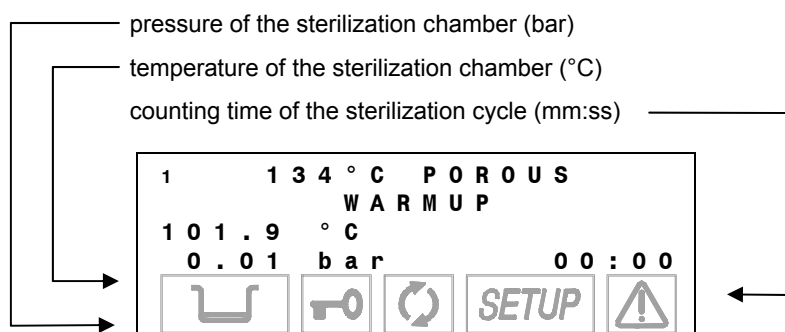 pressure of the sterilization chamber (bar)
temperature of the sterilization chamber (°C)
counting time of the sterilization cycle (mm:ss)
1 134°C POROUS
WARMUP
101.9 °C
0.01 bar 00:00
SETUP